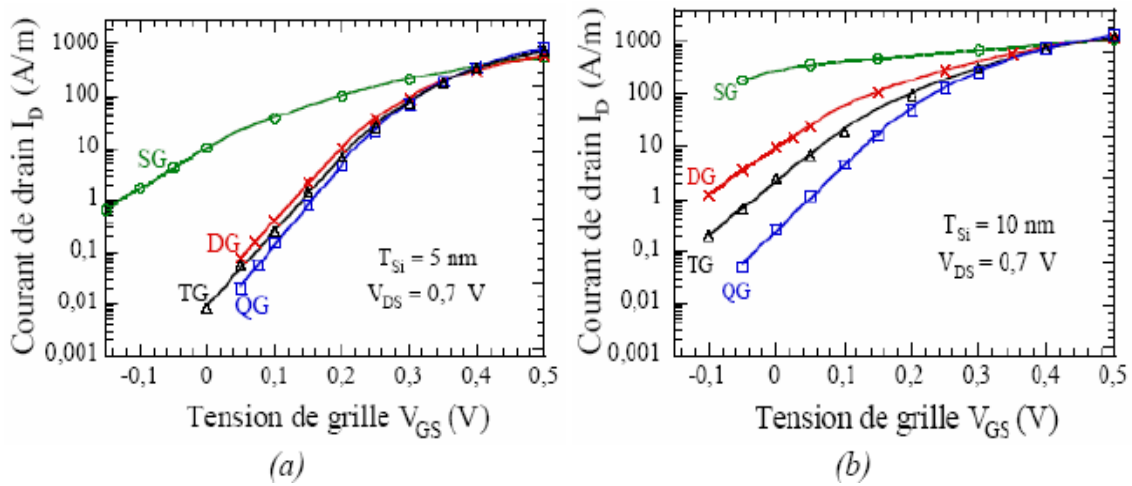 Courant de drain I_D (A/m)
1000
100
10
1
0,1
0,01
0,001
SG
DG
TG
QG
T_Si = 5 nm
V_DS = 0,7 V
-0,1 0 0,1 0,2 0,3 0,4 0,5
Tension de grille V_GS (V)
(a)
Courant de drain I_D (A/m)
1000
100
10
1
0,1
0,01
0,001
SG
DG
TG
QG
T_Si = 10 nm
V_DS = 0,7 V
-0,1 0 0,1 0,2 0,3 0,4 0,5
Tension de grille V_GS (V)
(b)